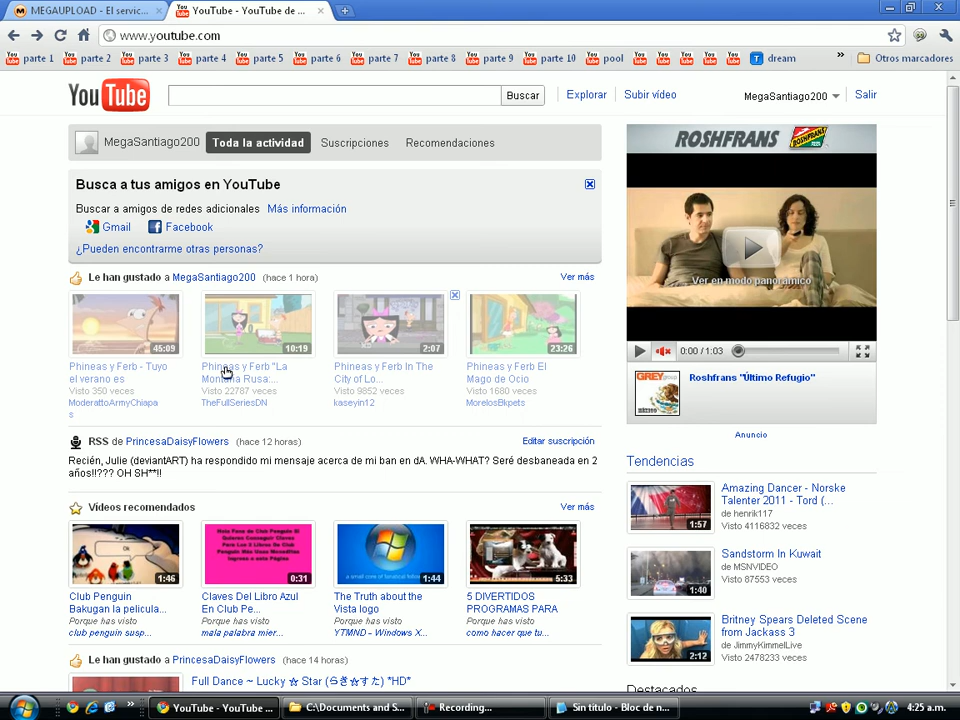 MEGAUPLOAD - El servic...
YouTube - YouTube de ...
www.youtube.com
parte 1
parte 2
parte 3
parte 4
parte 5
parte 6
parte 7
parte 8
parte 9
parte 10
pool
dream
Otros marcadores
YouTube
Buscar
Explorar
Subir vídeo
MegaSantiago200
Salir
MegaSantiago200
Toda la actividad
Suscripciones
Recomendaciones
Busca a tus amigos en YouTube
Buscar a amigos de redes adicionales Más información
Gmail
Facebook
¿Pueden encontrarme otras personas?
Le han gustado a MegaSantiago200 (hace 1 hora)
Ver más
45:09
10:19
2:07
23:26
Phineas y Ferb - Tuyo
el verano es
Visto 350 veces
ModerattoArmyChiapa
s
Phineas y Ferb "La
Montaña Rusa:...
Visto 22787 veces
TheFullSeriesDN
Phineas y Ferb In The
City of Lo...
Visto 9852 veces
kaseyin12
Phineas y Ferb El
Mago de Ocio
Visto 1680 veces
MorelosBkpets
RSS de PrincesaDaisyFlowers (hace 12 horas)
Editar suscripción
Recién, Julie (deviantART) ha respondido mi mensaje acerca de mi ban en dA. WHA-WHAT? Seré desbaneada en 2
años!!??? OH SH**!!
Vídeos recomendados
Ver más
Ok
1:46
0:31
a small core of fanatical follow
1:44
5:33
Club Penguin
Bakugan la pelicula...
Porque has visto
club penguin susp...
Claves Del Libro Azul
En Club Pe...
Porque has visto
mala palabra mier...
The Truth about the
Vista logo
Porque has visto
YTMND - Windows X...
5 DIVERTIDOS
PROGRAMAS PARA
Porque has visto
como hacer que tu...
Le han gustado a PrincesaDaisyFlowers (hace 14 horas)
Full Dance ~ Lucky ☆ Star (らき☆すた) *HD*
ROSHFRANS
ROSHFRANS
Ver en modo panorámico
0:00 / 1:03
GREYgroup
MÉXICO
Roshfrans "Último Refugio"
Anuncio
Tendencias
1:57
Amazing Dancer - Norske
Talenter 2011 - Tord (...
de henrik117
Visto 4116832 veces
1:40
Sandstorm In Kuwait
de MSNVIDEO
Visto 87553 veces
2:12
Britney Spears Deleted Scene
from Jackass 3
de JimmyKimmelLive
Visto 2478233 veces
Destacados
YouTube - YouTube ...
C:\Documents and S...
Recording...
Sin título - Bloc de n...
4:25 a.m.